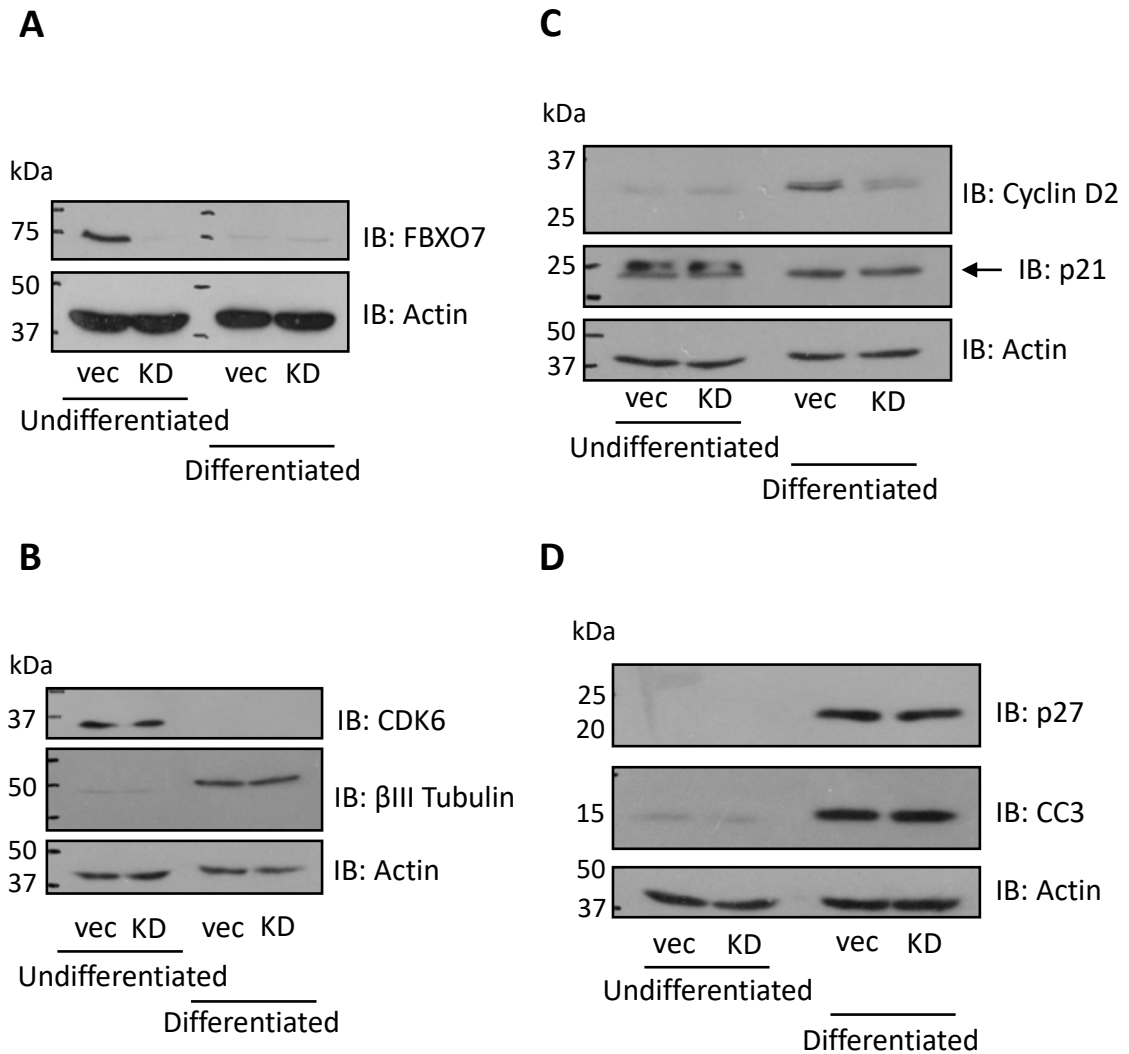 A
kDa
75
IB: FBXO7
50
37
IB: Actin
vec KD vec KD
Undifferentiated
Differentiated
B
kDa
37
IB: CDK6
50
IB: βIII Tubulin
50
37
IB: Actin
vec KD vec KD
Undifferentiated
Differentiated
C
kDa
37
25
IB: Cyclin D2
25
IB: p21
50
37
IB: Actin
vec KD vec KD
Undifferentiated
Differentiated
D
kDa
25
20
IB: p27
15
IB: CC3
50
37
IB: Actin
vec KD vec KD
Undifferentiated
Differentiated